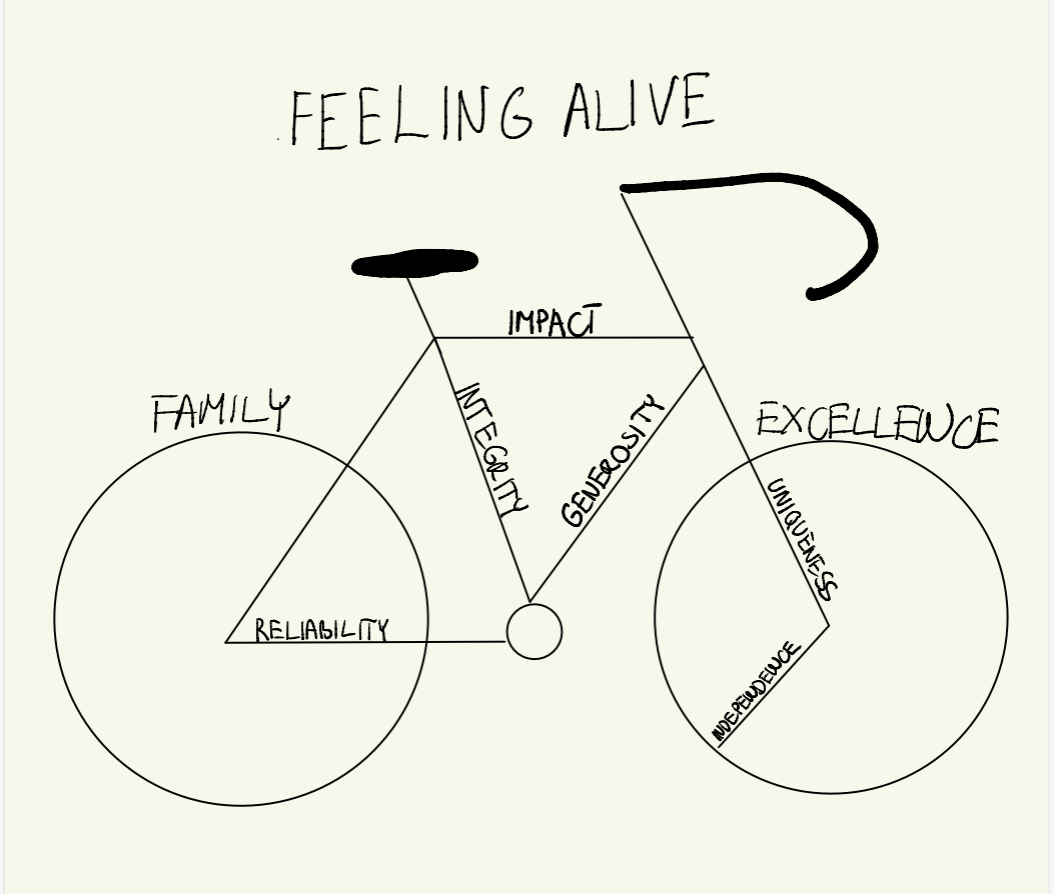 FEELING ALIVE
IMPACT
FAMILY
INTEGRITY
GENEROSITY
EXCELLENCE
UNIQUENESS
RELIABILITY
INDEPENDENCE